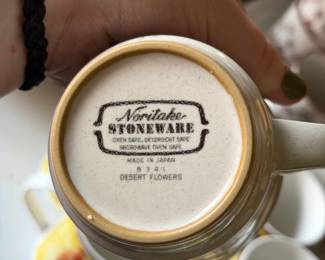 Noritake
STONEWARE
OVEN SAFE, DETERGENT SAFE
MICROWAVE OVEN SAFE
MADE IN JAPAN
8341
DESERT FLOWERS